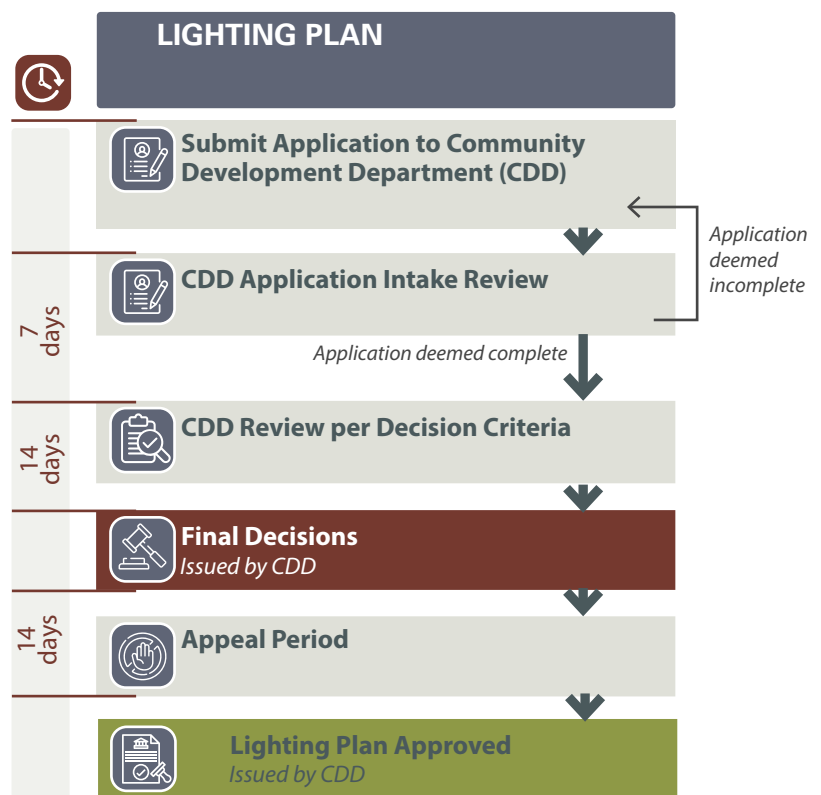 LIGHTING PLAN
Submit Application to Community
Development Department (CDD)
Application
deemed
incomplete
7
days
CDD Application Intake Review
Application deemed complete
14
days
CDD Review per Decision Criteria
Final Decisions
Issued by CDD
14
days
Appeal Period
Lighting Plan Approved
Issued by CDD